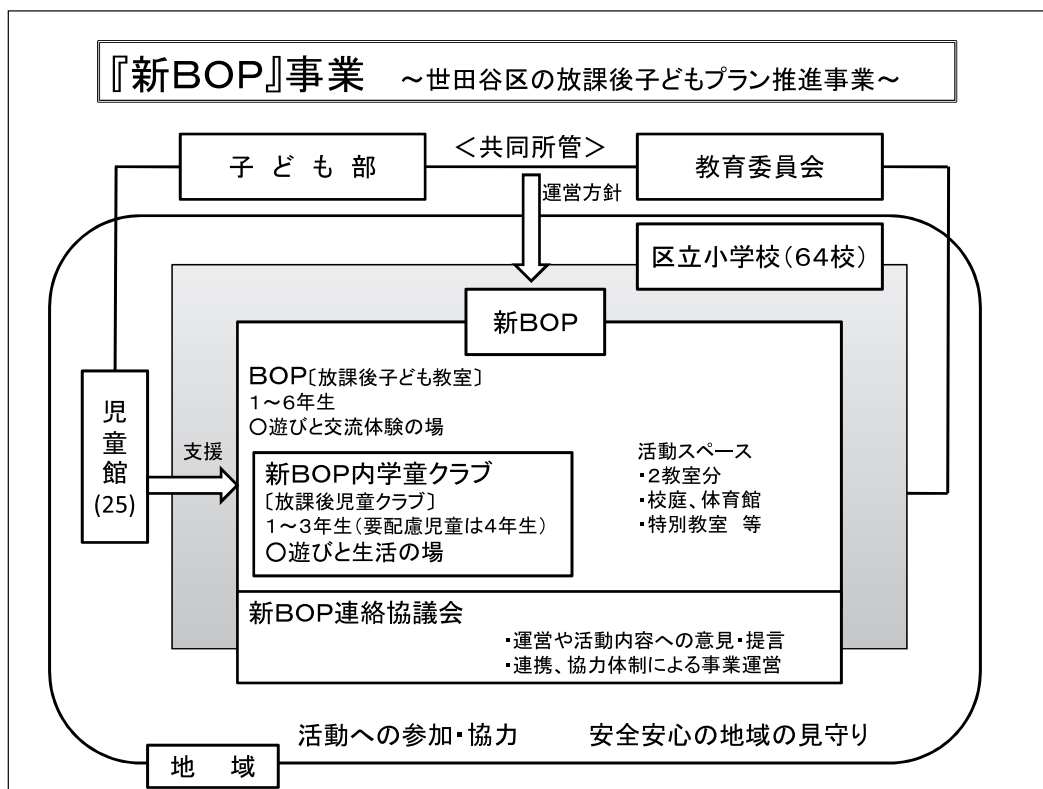 『新BOP』事業　～世田谷区の放課後子どもプラン推進事業～
子 ど も 部
＜共同所管＞
教育委員会
運営方針
区立小学校（64校）
新BOP
BOP〔放課後子ども教室〕
1～6年生
○遊びと交流体験の場
児童館
(25)
支援
新BOP内学童クラブ
〔放課後児童クラブ〕
1～3年生（要配慮児童は4年生）
○遊びと生活の場
活動スペース
・2教室分
・校庭、体育館
・特別教室　等
新BOP連絡協議会
・運営や活動内容への意見・提言
・連携、協力体制による事業運営
活動への参加・協力
安全安心の地域の見守り
地　域